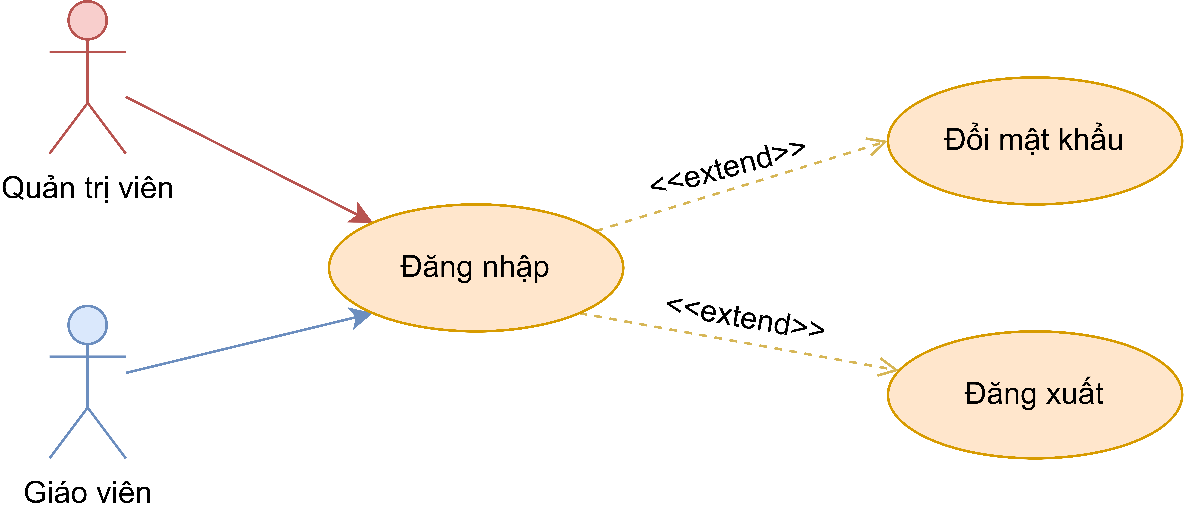 Quản trị viên
Đổi mật khẩu
<<extend>>
Đăng nhập
<<extend>>
Đăng xuất
Giáo viên